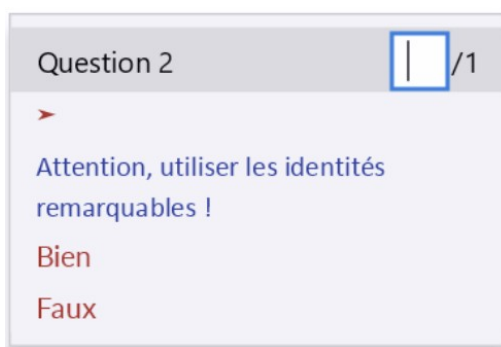 Question 2 /1
➤
Attention, utiliser les identités
remarquables !
Bien
Faux